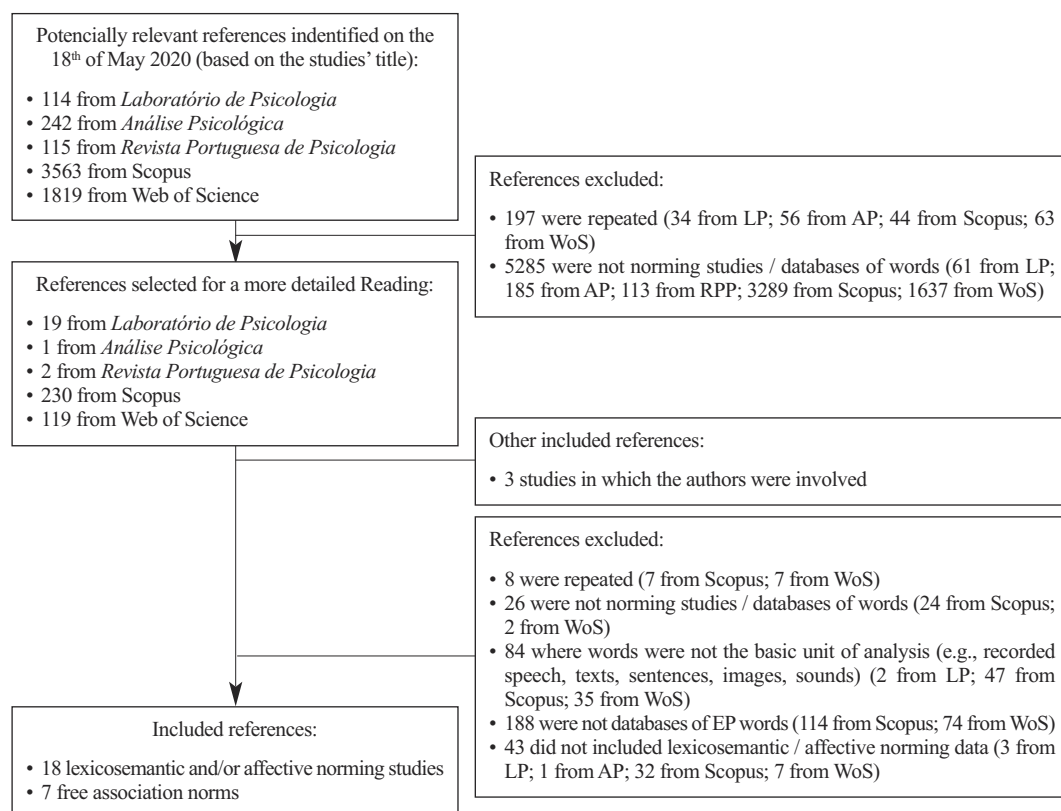 Potencially relevant references indentified on the
18th of May 2020 (based on the studies' title):
• 114 from Laboratório de Psicologia
• 242 from Análise Psicológica
• 115 from Revista Portuguesa de Psicologia
• 3563 from Scopus
• 1819 from Web of Science
References excluded:
• 197 were repeated (34 from LP; 56 from AP; 44 from Scopus; 63
from WoS)
• 5285 were not norming studies / databases of words (61 from LP;
185 from AP; 113 from RPP; 3289 from Scopus; 1637 from WoS)
References selected for a more detailed Reading:
• 19 from Laboratório de Psicologia
• 1 from Análise Psicológica
• 2 from Revista Portuguesa de Psicologia
• 230 from Scopus
• 119 from Web of Science
Other included references:
• 3 studies in which the authors were involved
References excluded:
• 8 were repeated (7 from Scopus; 7 from WoS)
• 26 were not norming studies / databases of words (24 from Scopus;
2 from WoS)
• 84 where words were not the basic unit of analysis (e.g., recorded
speech, texts, sentences, images, sounds) (2 from LP; 47 from
Scopus; 35 from WoS)
• 188 were not databases of EP words (114 from Scopus; 74 from WoS)
• 43 did not included lexicosemantic / affective norming data (3 from
LP; 1 from AP; 32 from Scopus; 7 from WoS)
Included references:
• 18 lexicosemantic and/or affective norming studies
• 7 free association norms